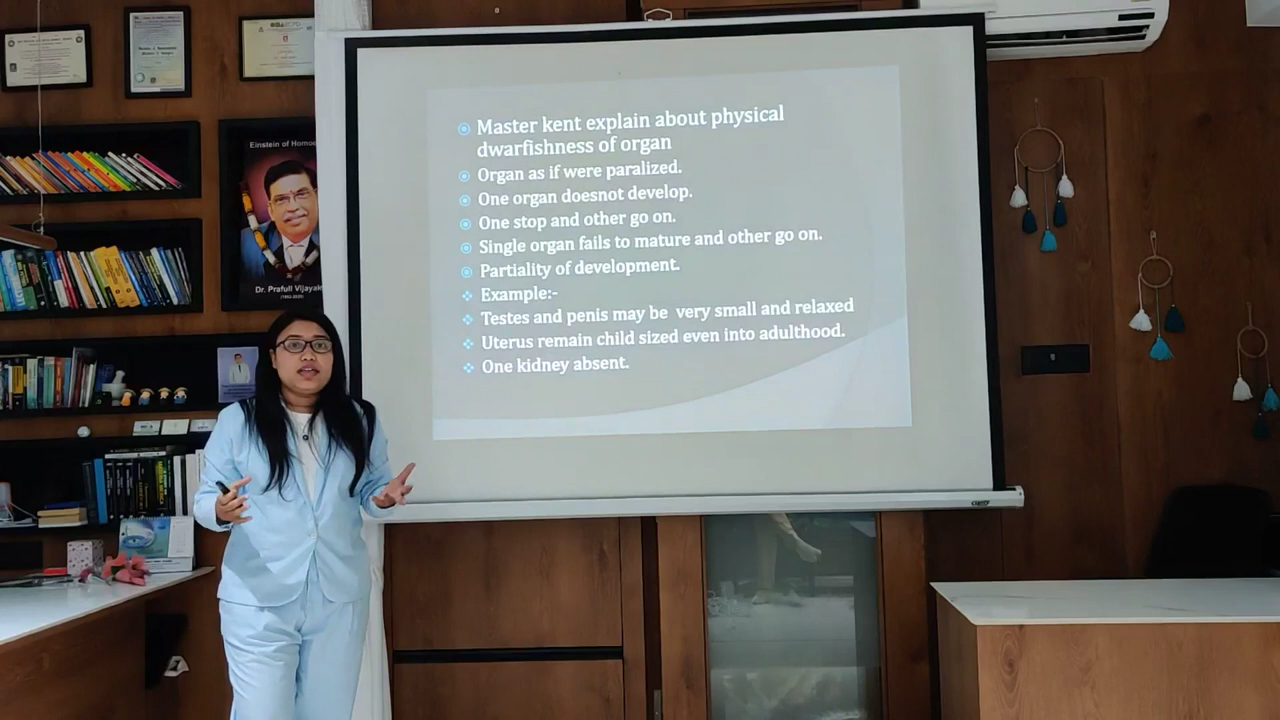 Einstein of Homoe
Dr. Prafull Vijayak
Master kent explain about physical
dwarfishness of organ
Organ as if were paralized.
One organ doesnot develop.
One stop and other go on.
Single organ fails to mature and other go on.
Partiality of development.
Example:-
Testes and penis may be very small and relaxed
Uterus remain child sized even into adulthood.
One kidney absent.